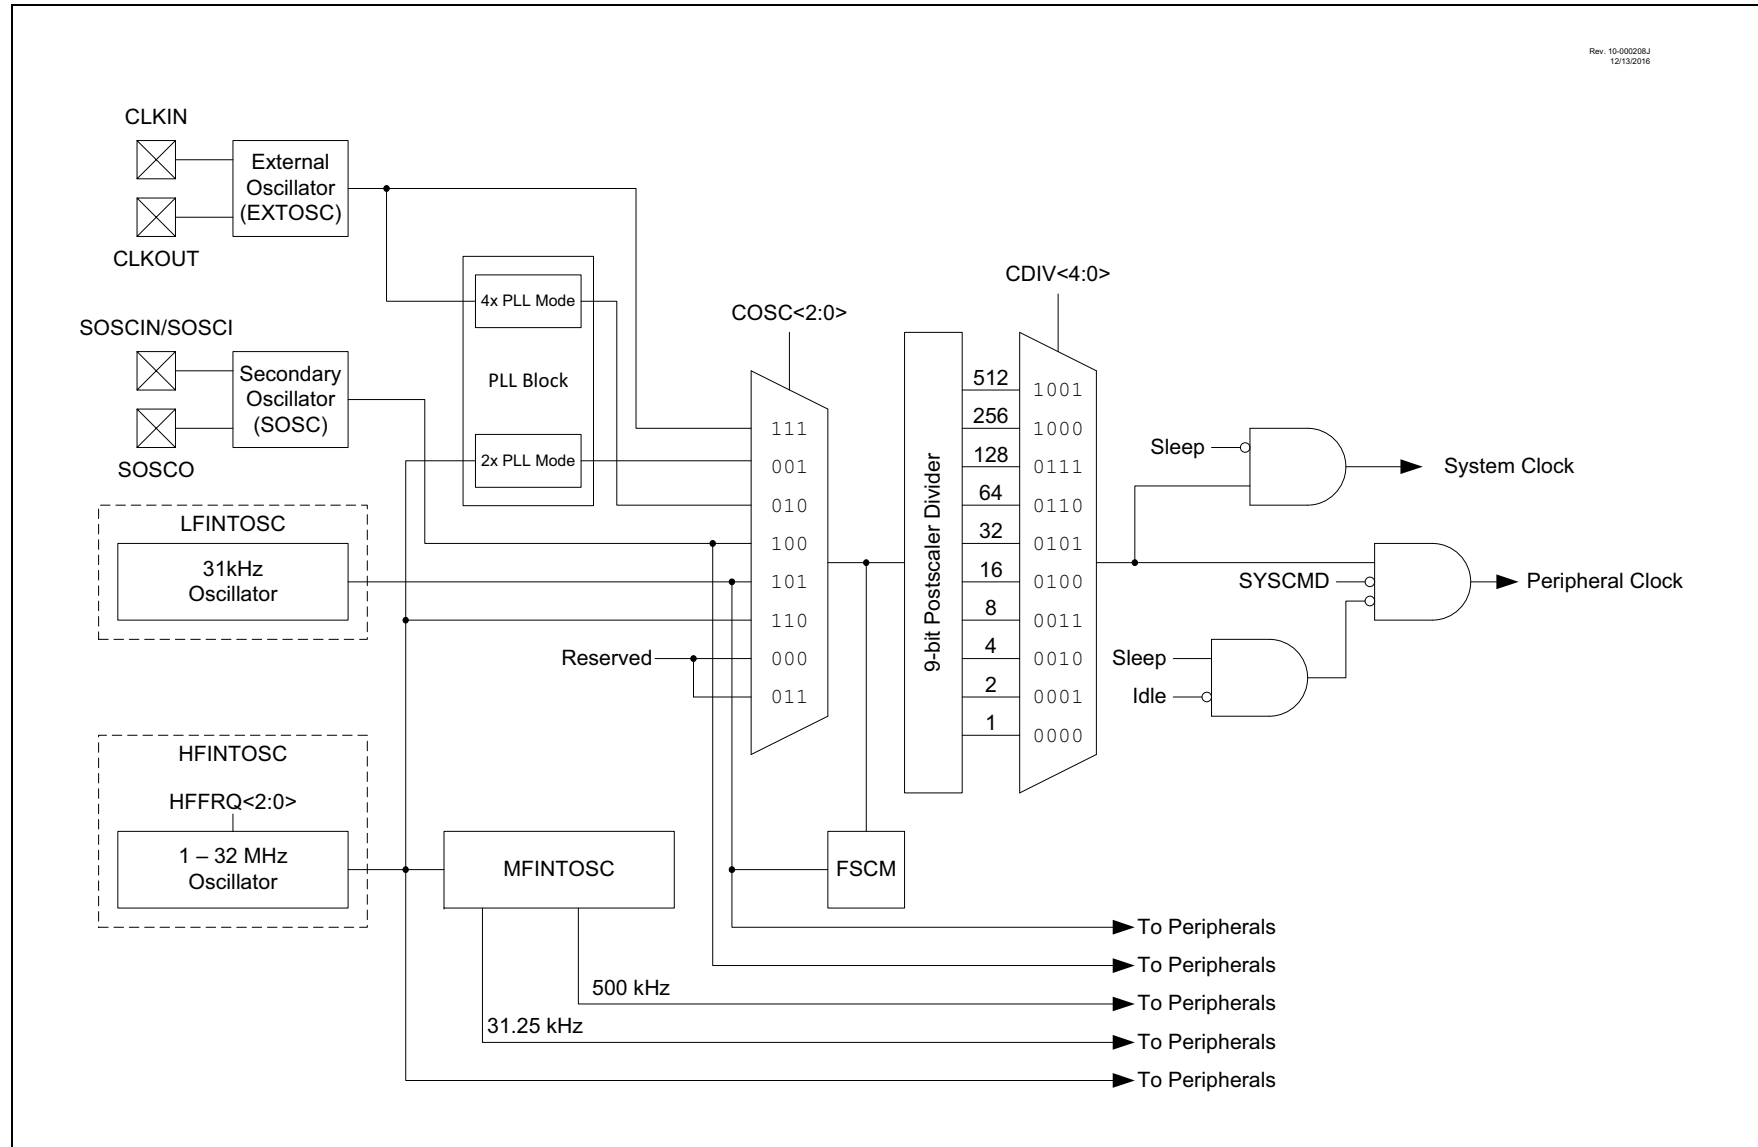 Rev. 10-000208J
12/13/2016
CLKIN
External
Oscillator
(EXTOSC)
CLKOUT
SOSCIN/SOSCI
Secondary
Oscillator
(SOSC)
SOSCO
4x PLL Mode
PLL Block
2x PLL Mode
LFINTOSC
31kHz
Oscillator
HFINTOSC
HFFRQ<2:0>
1 – 32 MHz
Oscillator
MFINTOSC
Reserved
COSC<2:0>
111
001
010
100
101
110
000
011
FSCM
9-bit Postscaler Divider
CDIV<4:0>
512 1001
256 1000
128 0111
64 0110
32 0101
16 0100
8 0011
4 0010
2 0001
1 0000
Sleep
System Clock
SYSCMD
Peripheral Clock
Sleep
Idle
To Peripherals
To Peripherals
500 kHz
To Peripherals
31.25 kHz
To Peripherals
To Peripherals